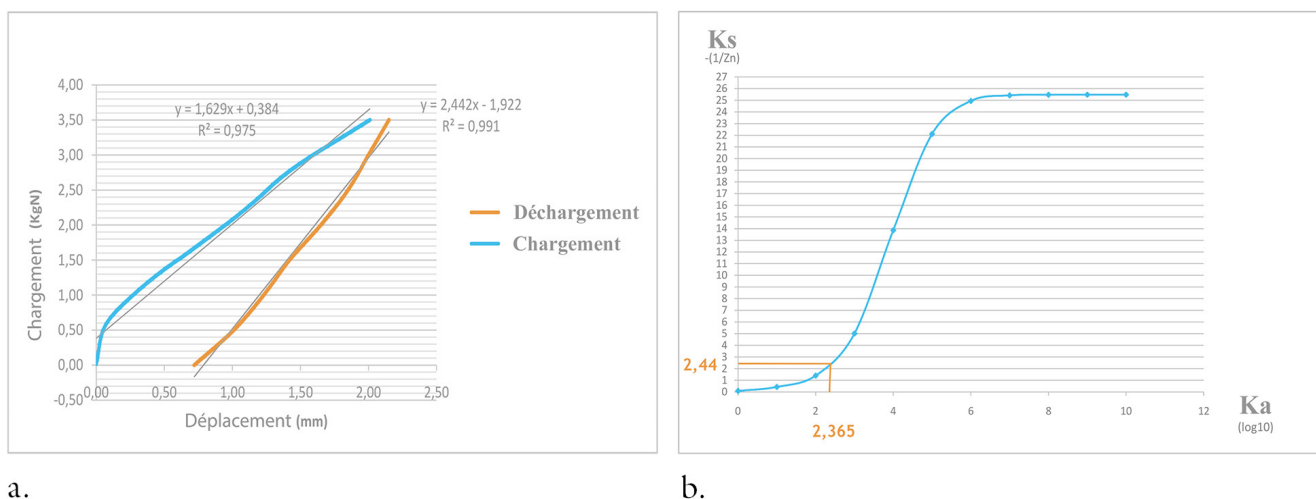 4,00
3,50
3,00
2,50
2,00
1,50
1,00
0,50
0,00
-0,50
Chargement (KgN)
y = 1,629x + 0,384
R² = 0,975
y = 2,442x - 1,922
R² = 0,991
Déchargement
Chargement
0,00 0,50 1,00 1,50 2,00 2,50
Déplacement (mm)
a.
Ks
-(1/Zn)
27
26
25
24
23
22
21
20
19
18
17
16
15
14
13
12
11
10
9
8
7
6
5
4
3
2
1
0
2,44
0 2 4 6 8 10 12
2,365
Ka
(log10)
b.